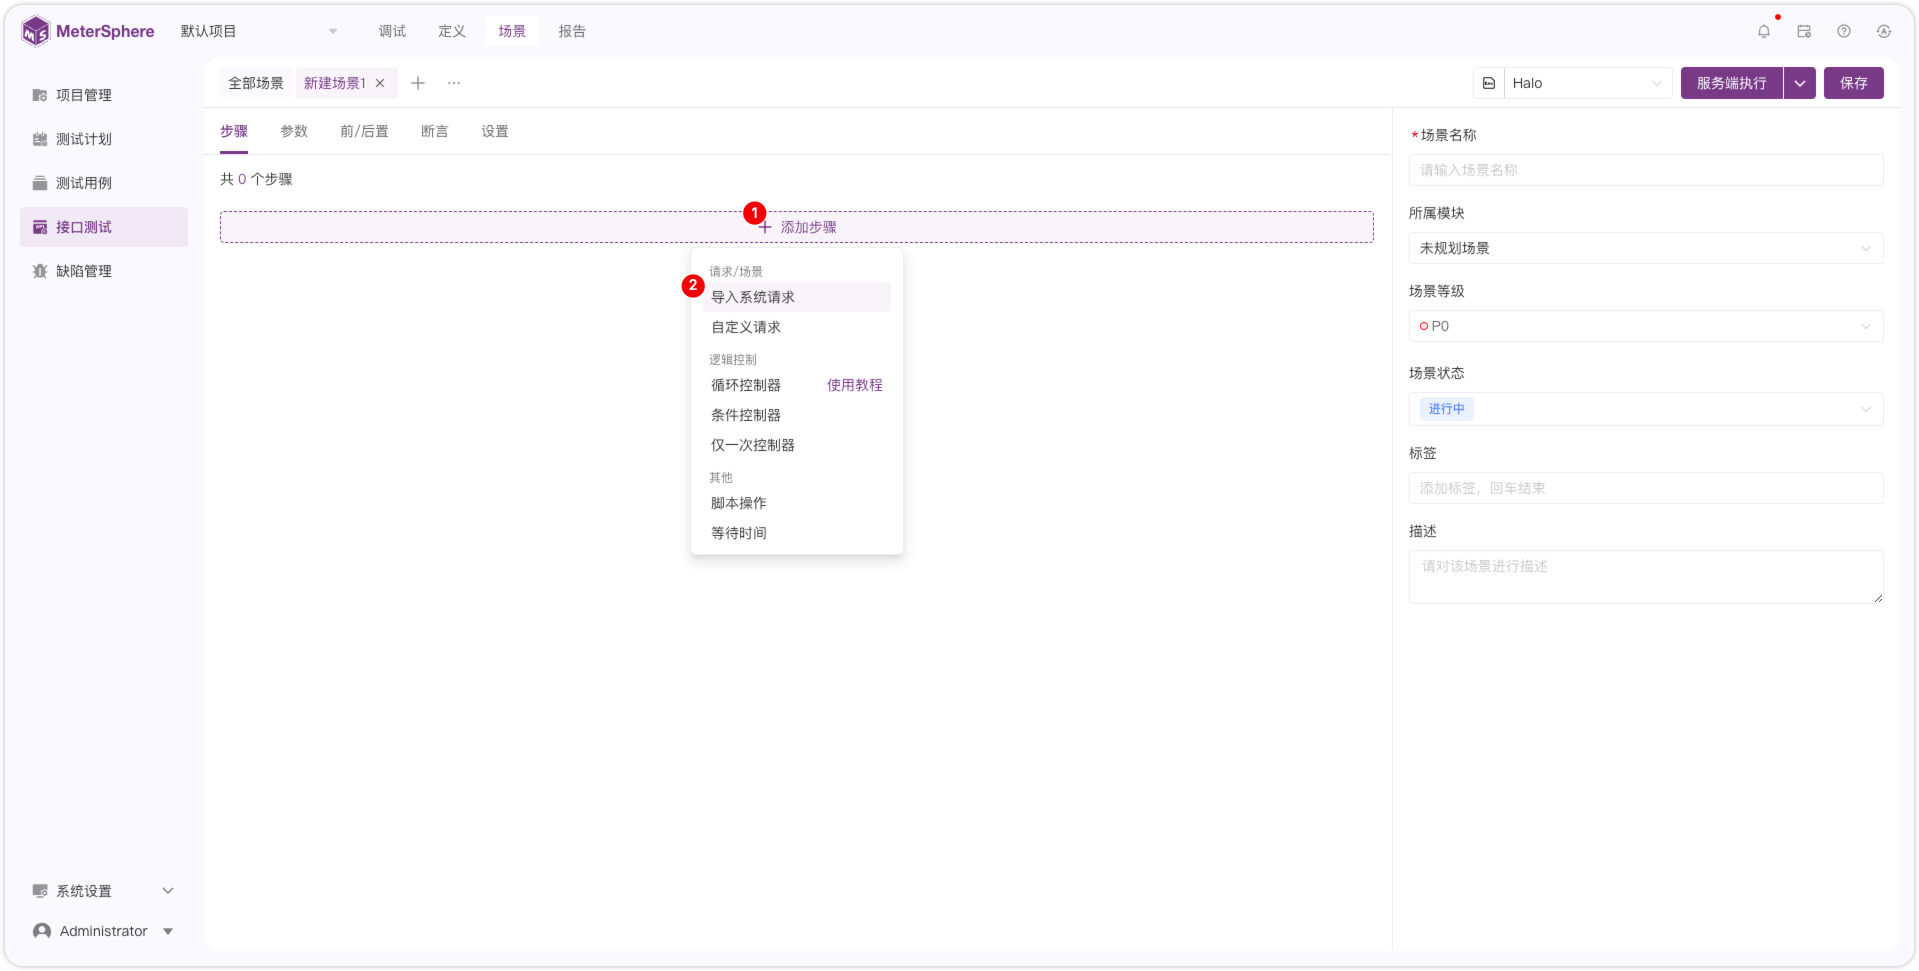 MeterSphere
默认项目
调试
定义
场景
报告
项目管理
测试计划
测试用例
接口测试
缺陷管理
系统设置
Administrator
全部场景
新建场景1
Halo
服务端执行
保存
步骤
参数
前/后置
断言
设置
共 0 个步骤
1
添加步骤
请求/场景
2
导入系统请求
自定义请求
逻辑控制
循环控制器 使用教程
条件控制器
仅一次控制器
其他
脚本操作
等待时间
*场景名称
请输入场景名称
所属模块
未规划场景
场景等级
P0
场景状态
进行中
标签
添加标签，回车结束
描述
请对该场景进行描述